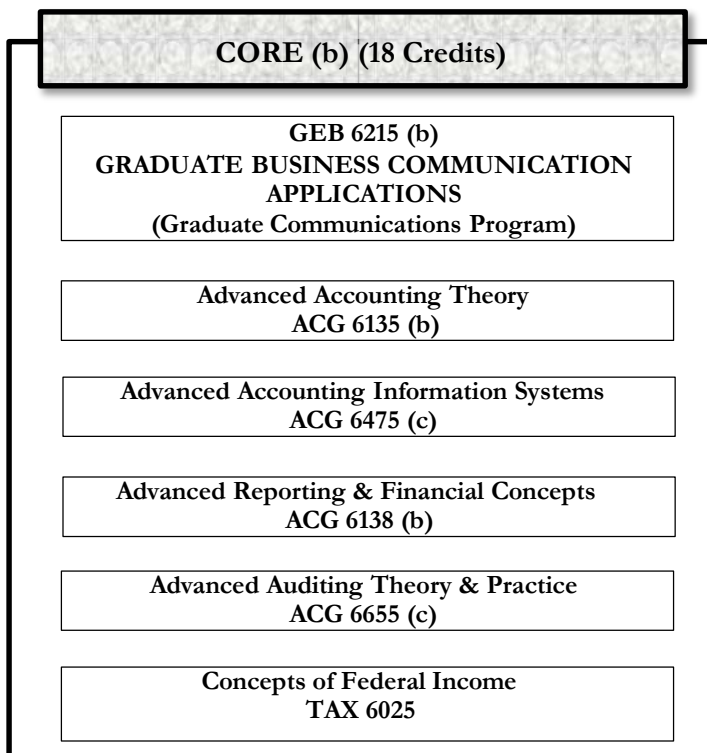 CORE (b) (18 Credits)
GEB 6215 (b)
GRADUATE BUSINESS COMMUNICATION
APPLICATIONS
(Graduate Communications Program)
Advanced Accounting Theory
ACG 6135 (b)
Advanced Accounting Information Systems
ACG 6475 (c)
Advanced Reporting & Financial Concepts
ACG 6138 (b)
Advanced Auditing Theory & Practice
ACG 6655 (c)
Concepts of Federal Income
TAX 6025